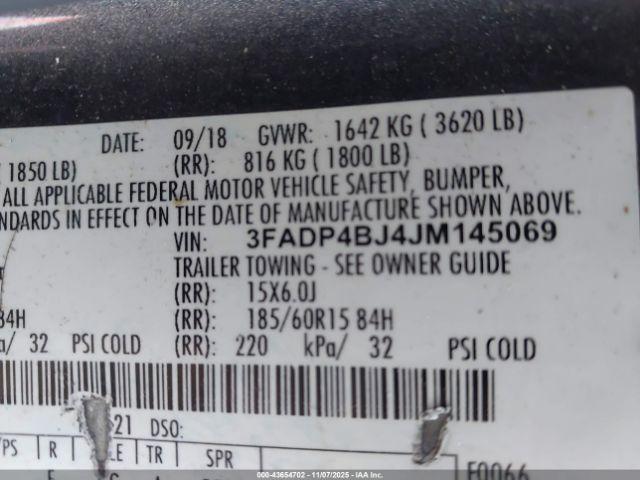 DATE: 09/18 GVWR: 1642 KG ( 3620 LB)
( 1850 LB) (RR): 816 KG ( 1800 LB)
ALL APPLICABLE FEDERAL MOTOR VEHICLE SAFETY, BUMPER,
IN EFFECT ON THE DATE OF MANUFACTURE SHOWN ABOVE.
VIN: 3FADP4BJ4JM145069
TRAILER TOWING - SEE OWNER GUIDE
(RR): 15X6.0J
84H (RR): 185/60R15 84H
/ 32 PSI COLD (RR): 220 kPa/ 32 PSI COLD
21 DSO:
/PS R LE TR SPR
E0066
000-43654702 - 11/07/2025 - IAA Inc.